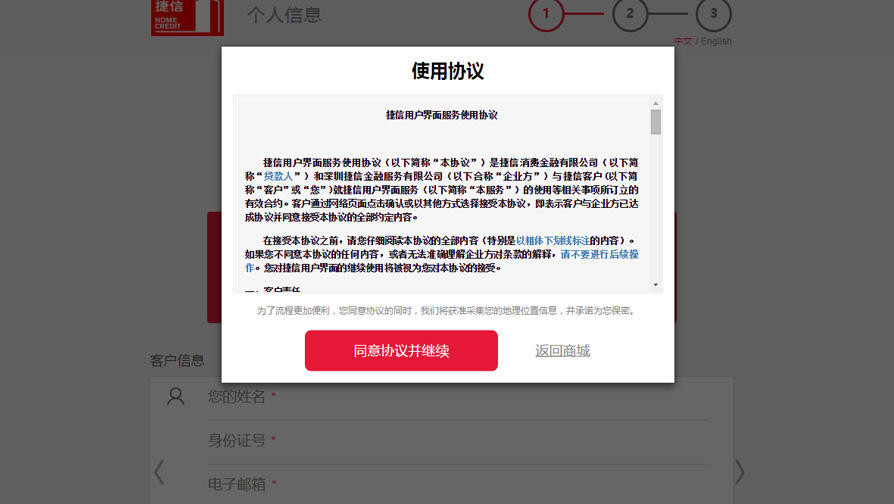 捷信
HOME
CREDIT
个人信息
1
2
3
中文 / English
使用协议
捷信用户界面服务使用协议
捷信用户界面服务使用协议（以下简称“本协议”）是捷信消费金融有限公司（以下简
称“贷款人”）和深圳捷信金融服务有限公司（以下合称“企业方”）与捷信客户(以下简
称“客户”或“您”)就捷信用户界面服务（以下简称“本服务”）的使用等相关事项所订立的
有效合约。客户通过网络页面点击确认或以其他方式选择接受本协议，即表示客户与企业方已达
成协议并同意接受本协议的全部约定内容。
在接受本协议之前，请您仔细阅读本协议的全部内容（特别是以粗体下划线标注的内容）。
如果您不同意本协议的任何内容，或者无法准确理解企业方对条款的解释，请不要进行后续操
作。您对捷信用户界面的继续使用将被视为您对本协议的接受。
一、客户责任
为了流程更加便利，您同意协议的同时，我们将获准采集您的地理位置信息，并承诺为您保密。
同意协议并继续
返回商城
客户信息
您的姓名 *
身份证号 *
电子邮箱 *